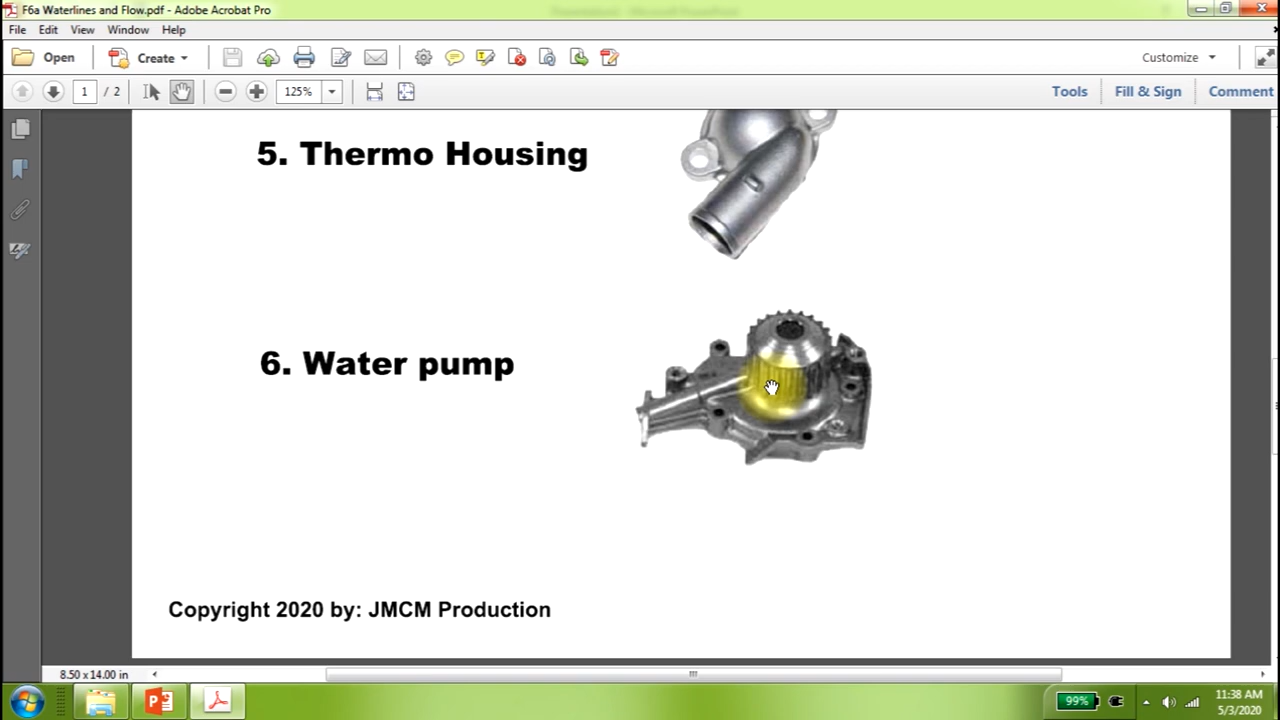 F6a Waterlines and Flow.pdf - Adobe Acrobat Pro
File Edit View Window Help
Open Create Customize
1 / 2 125% Tools Fill & Sign Comment
5. Thermo Housing
6. Water pump
Copyright 2020 by: JMCM Production
8.50 x 14.00 in
99% 11:38 AM
5/3/2020